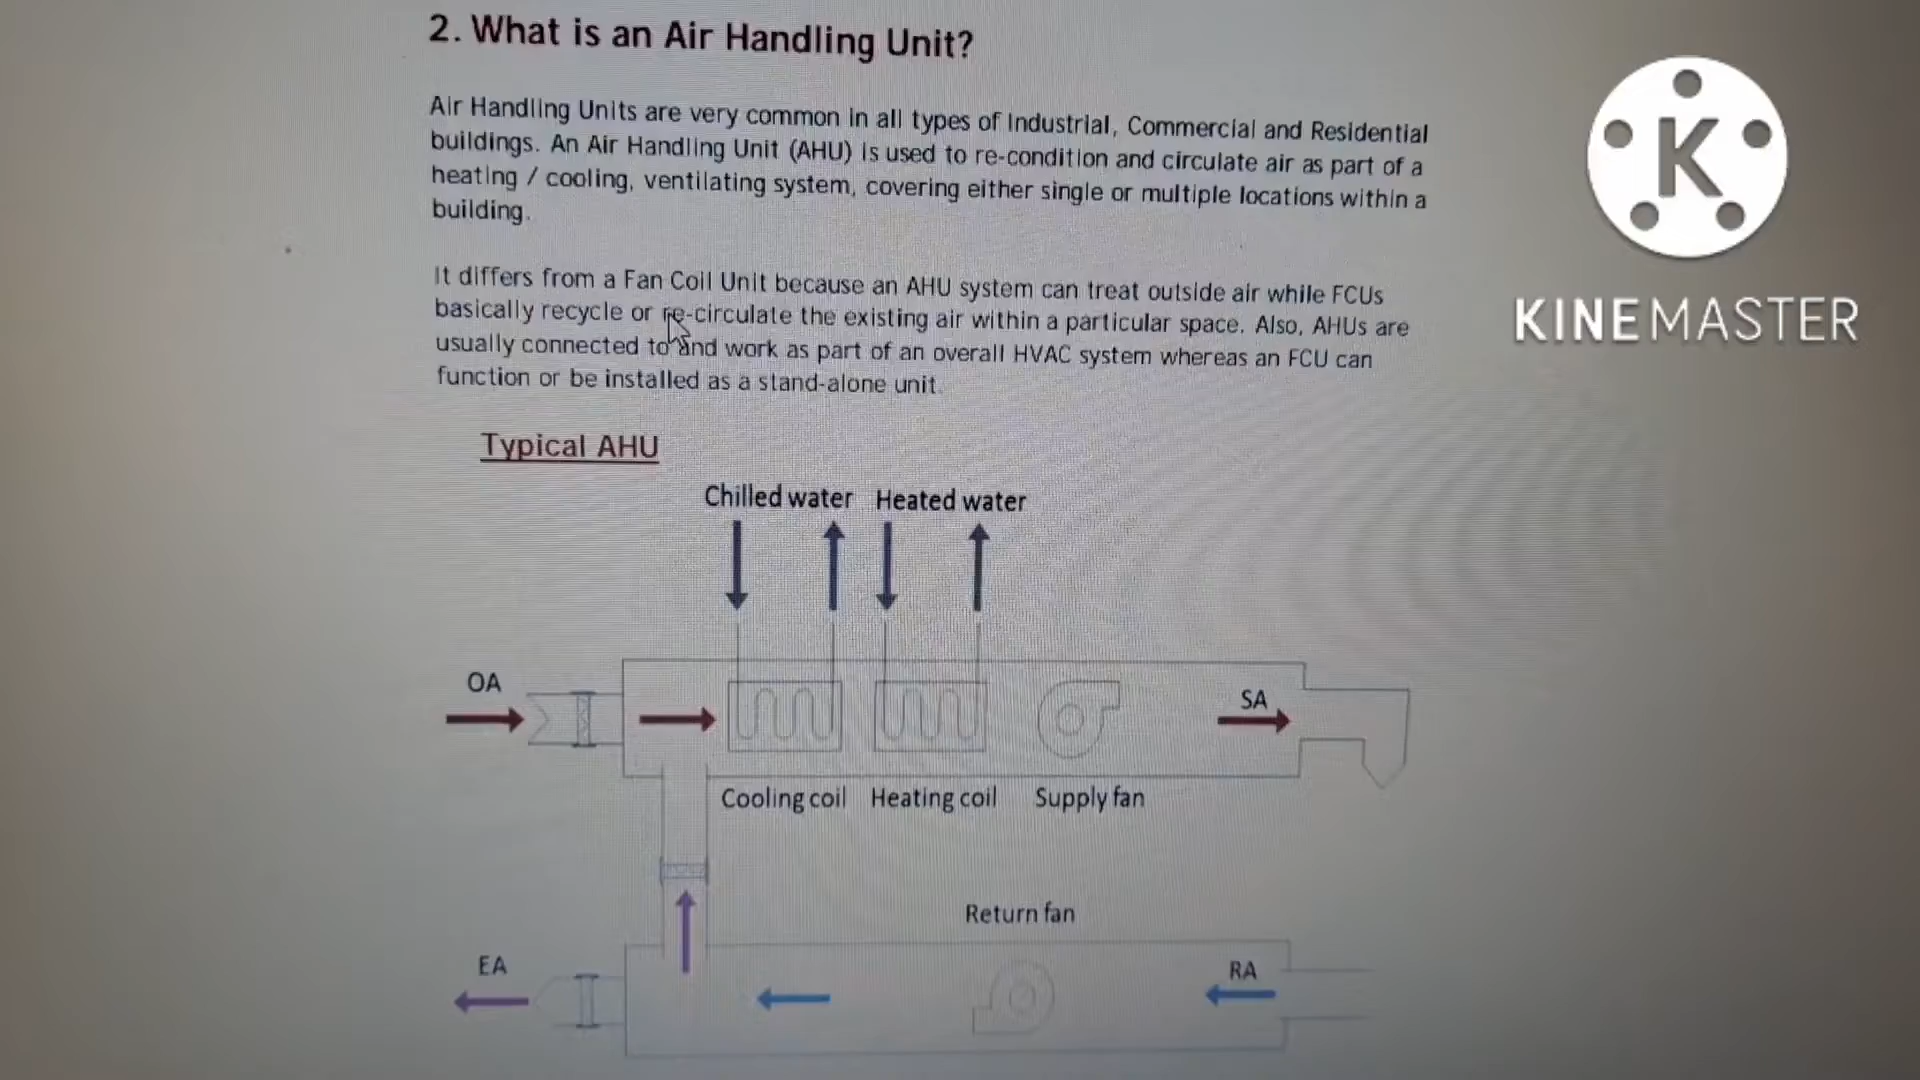 2. What is an Air Handling Unit?
Air Handling Units are very common in all types of Industrial, Commercial and Residential
buildings. An Air Handling Unit (AHU) is used to re-condition and circulate air as part of a
heating / cooling, ventilating system, covering either single or multiple locations within a
building.
It differs from a Fan Coil Unit because an AHU system can treat outside air while FCUs
basically recycle or re-circulate the existing air within a particular space. Also, AHUs are
usually connected to and work as part of an overall HVAC system whereas an FCU can
function or be installed as a stand-alone unit.
Typical AHU
Chilled water Heated water
OA
SA
Cooling coil Heating coil Supply fan
Return fan
EA
RA
K
KINEMASTER